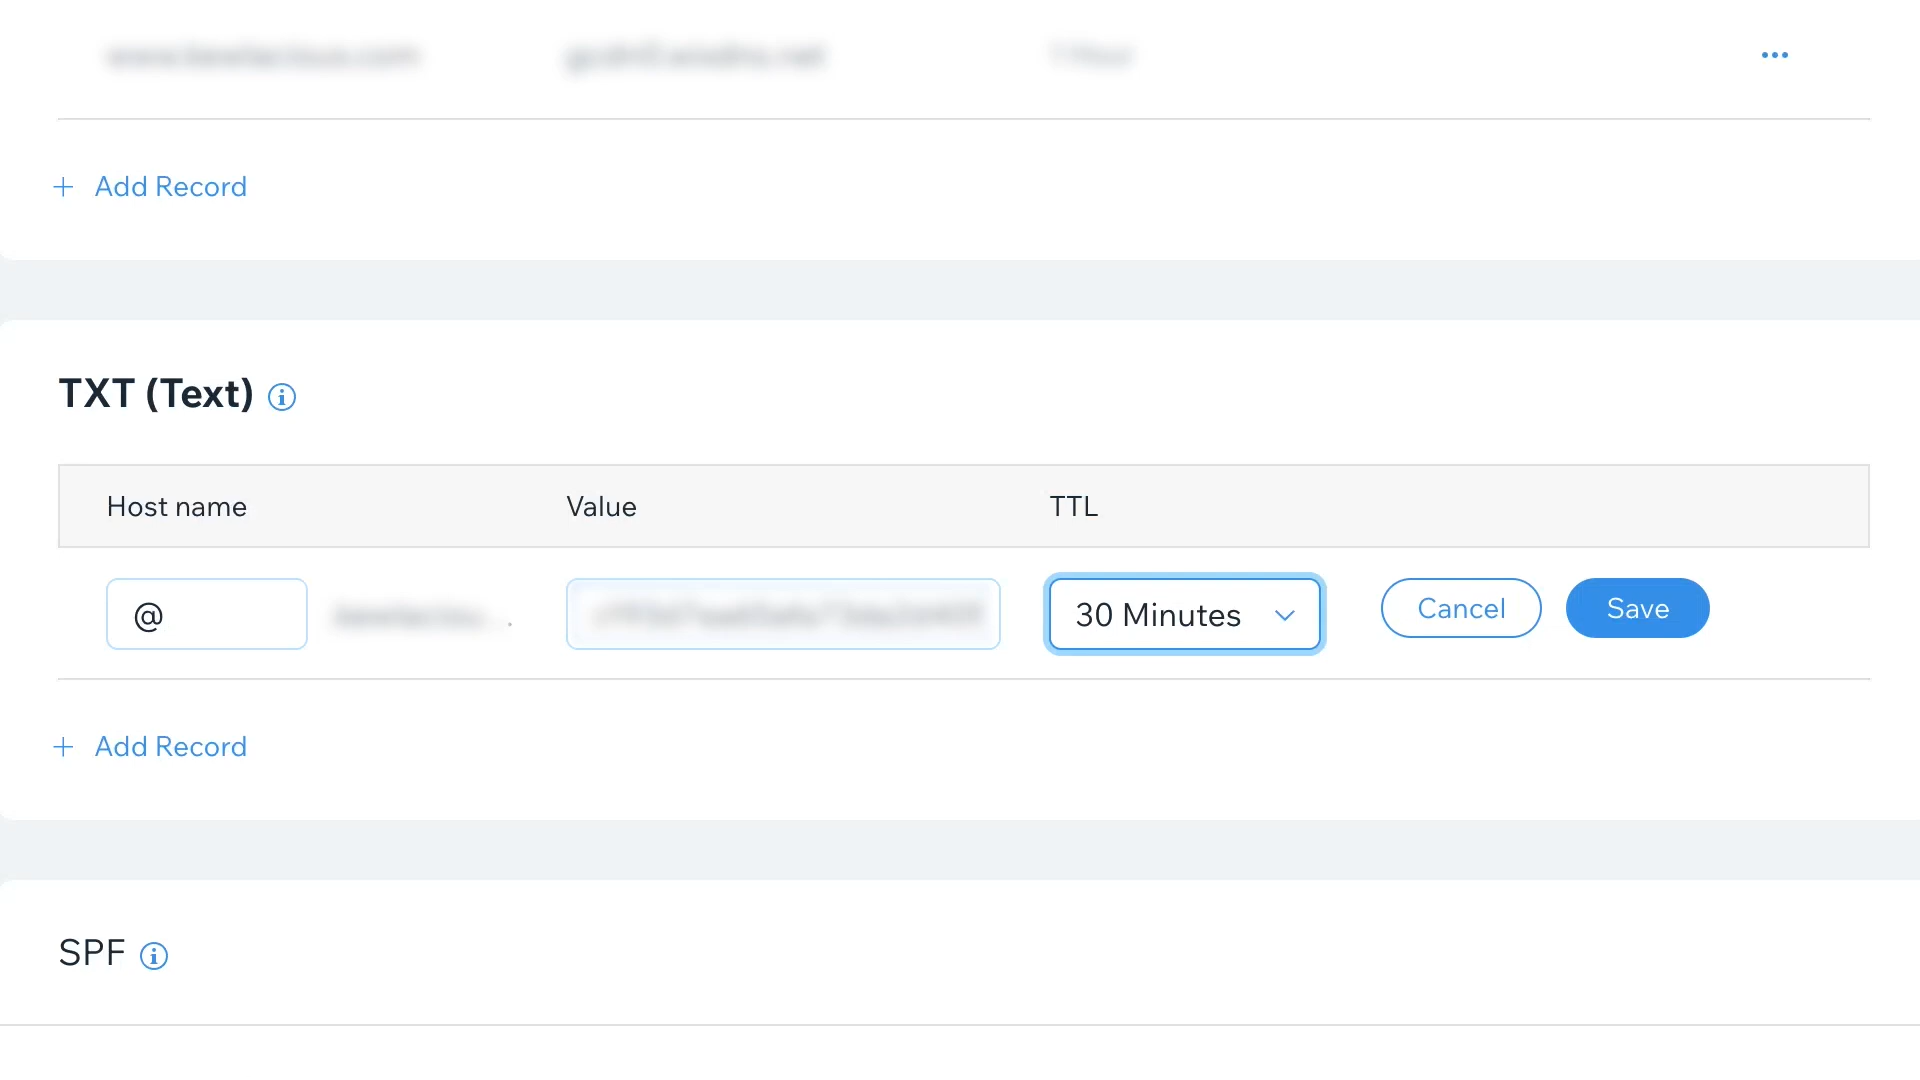 + Add Record
TXT (Text)
Host name Value TTL
@ 30 Minutes Cancel Save
+ Add Record
SPF